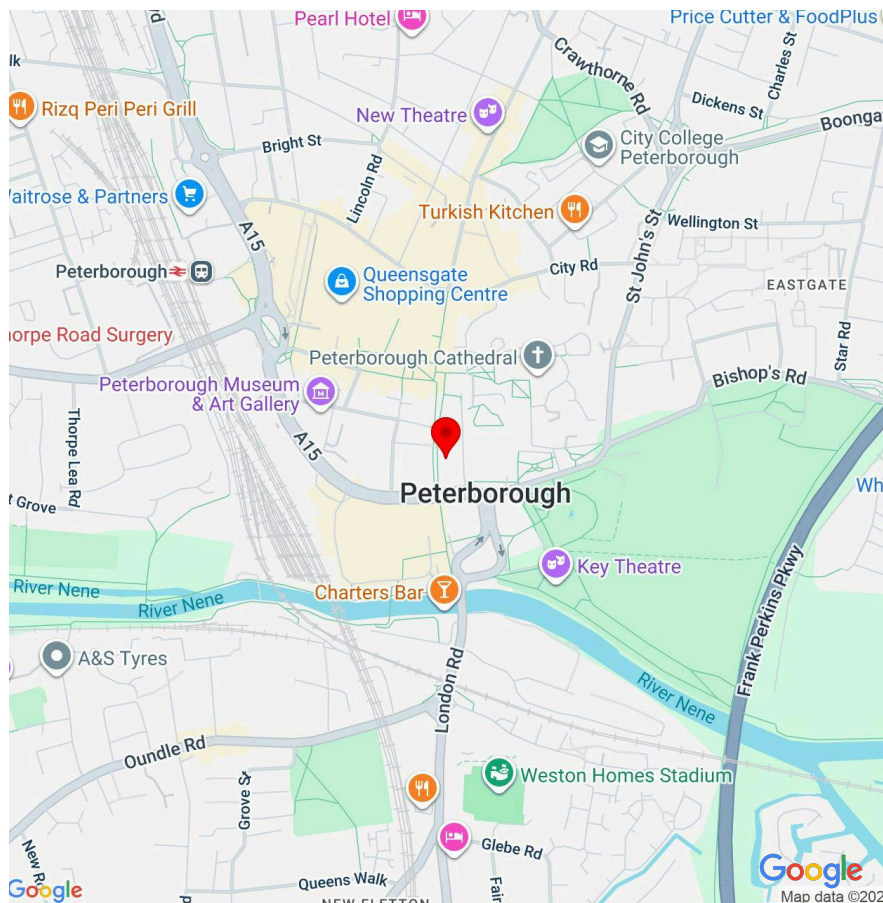 Pearl Hotel
Price Cutter & FoodPlus
Crawthorne Rd
Charles St
Dickens St
Rizq Peri Peri Grill
New Theatre
Boongat
City College
Peterborough
Bright St
Lincoln Rd
Waitrose & Partners
Turkish Kitchen
Wellington St
A15
St John's St
Peterborough
City Rd
Queensgate
Shopping Centre
EASTGATE
horpe Road Surgery
Star Rd
Peterborough Cathedral
Bishop's Rd
Peterborough Museum
& Art Gallery
Thorpe Lea Rd
A15
Peterborough
Wh
t Grove
Key Theatre
River Nene
River Nene
Charters Bar
Frank Perkins Pkwy
A&S Tyres
River Nene
London Rd
Oundle Rd
Weston Homes Stadium
Grove St
Glebe Rd
New R
Queens Walk
Fair
NEW FLETTON
Google
Google
Map data ©202